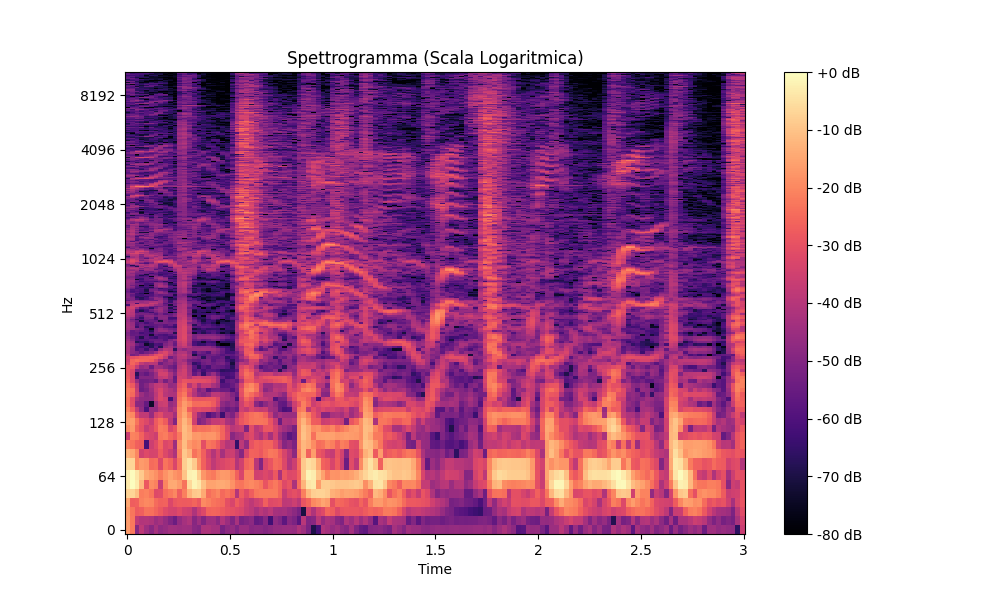 Spettrogramma (Scala Logaritmica)
Hz
8192
4096
2048
1024
512
256
128
64
0
0
0.5
1
1.5
2
2.5
3
Time
+0 dB
-10 dB
-20 dB
-30 dB
-40 dB
-50 dB
-60 dB
-70 dB
-80 dB